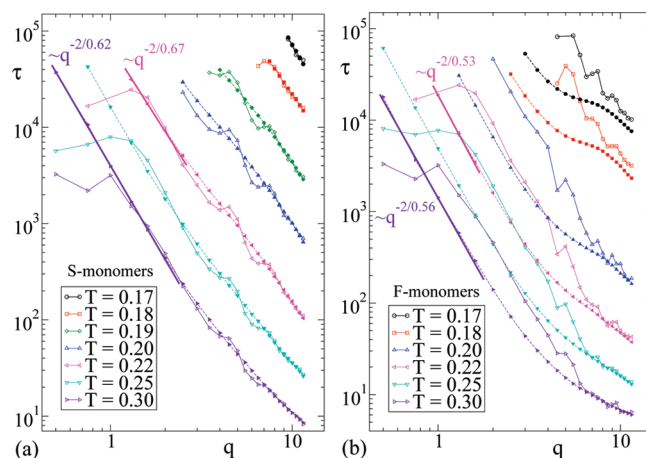 10^5
τ
10^4
10^3
10^2
10^1
~q^-2/0.62
~q^-2/0.67
S-monomers
T = 0.17
T = 0.18
T = 0.19
T = 0.20
T = 0.22
T = 0.25
T = 0.30
1
q
10
(a)
10^5
τ
10^4
10^3
10^2
10^1
~q^-2/0.53
~q^-2/0.56
F-monomers
T = 0.17
T = 0.18
T = 0.20
T = 0.22
T = 0.25
T = 0.30
1
q
10
(b)